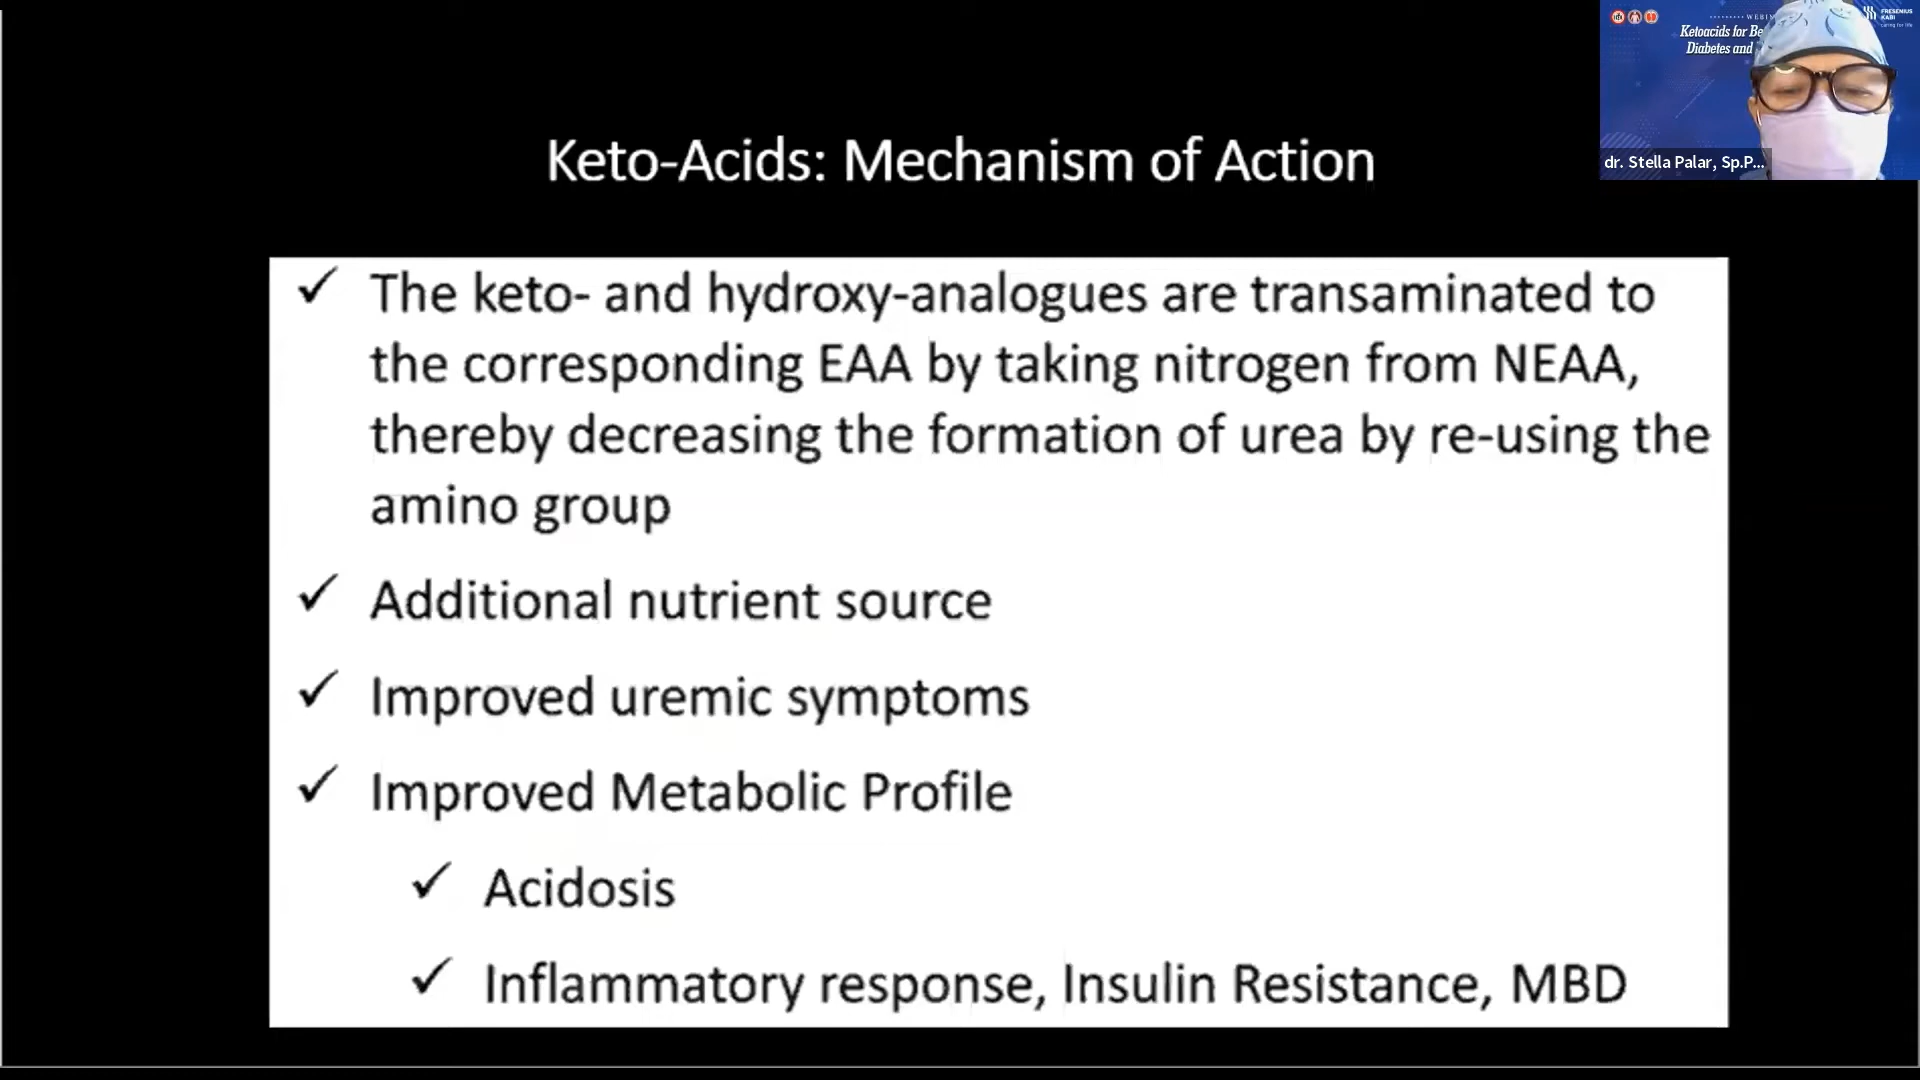 WEBIN
FRESENIUS
KABI
caring for life
Ketoacids for Be
Diabetes and
dr. Stella Palar, Sp.P...
Keto-Acids: Mechanism of Action
✓ The keto- and hydroxy-analogues are transaminated to
the corresponding EAA by taking nitrogen from NEAA,
thereby decreasing the formation of urea by re-using the
amino group
✓ Additional nutrient source
✓ Improved uremic symptoms
✓ Improved Metabolic Profile
✓ Acidosis
✓ Inflammatory response, Insulin Resistance, MBD